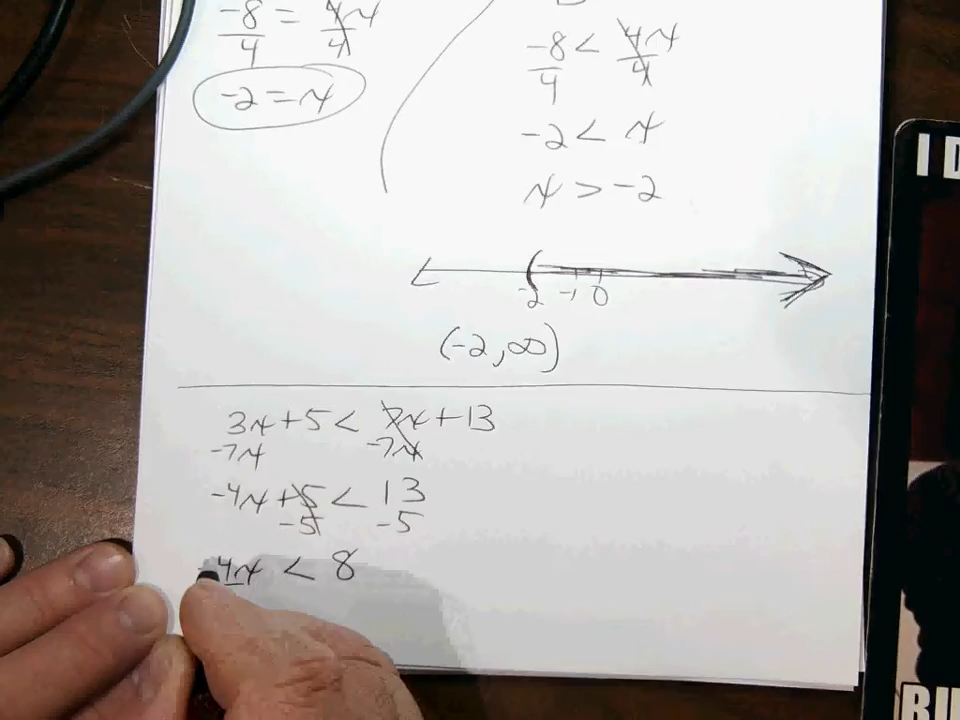 -8 = 4x
4 4
-2 = x
-8 < 4x
4 4
-2 < x
x > -2
-2 -1 0
(-2, ∞)
3x + 5 < 7x + 13
-7x -7x
-4x + 5 < 13
-5 -5
-4x < 8
I D